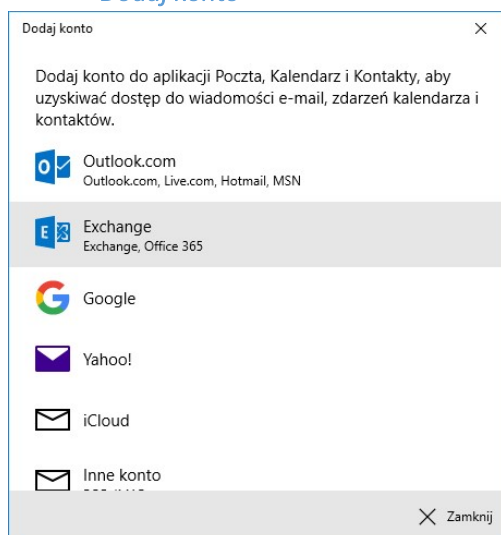 Dodaj konto
Dodaj konto do aplikacji Poczta, Kalendarz i Kontakty, aby
uzyskiwać dostęp do wiadomości e-mail, zdarzeń kalendarza i
kontaktów.
Outlook.com
Outlook.com, Live.com, Hotmail, MSN
Exchange
Exchange, Office 365
Google
Yahoo!
iCloud
Inne konto
Zamknij